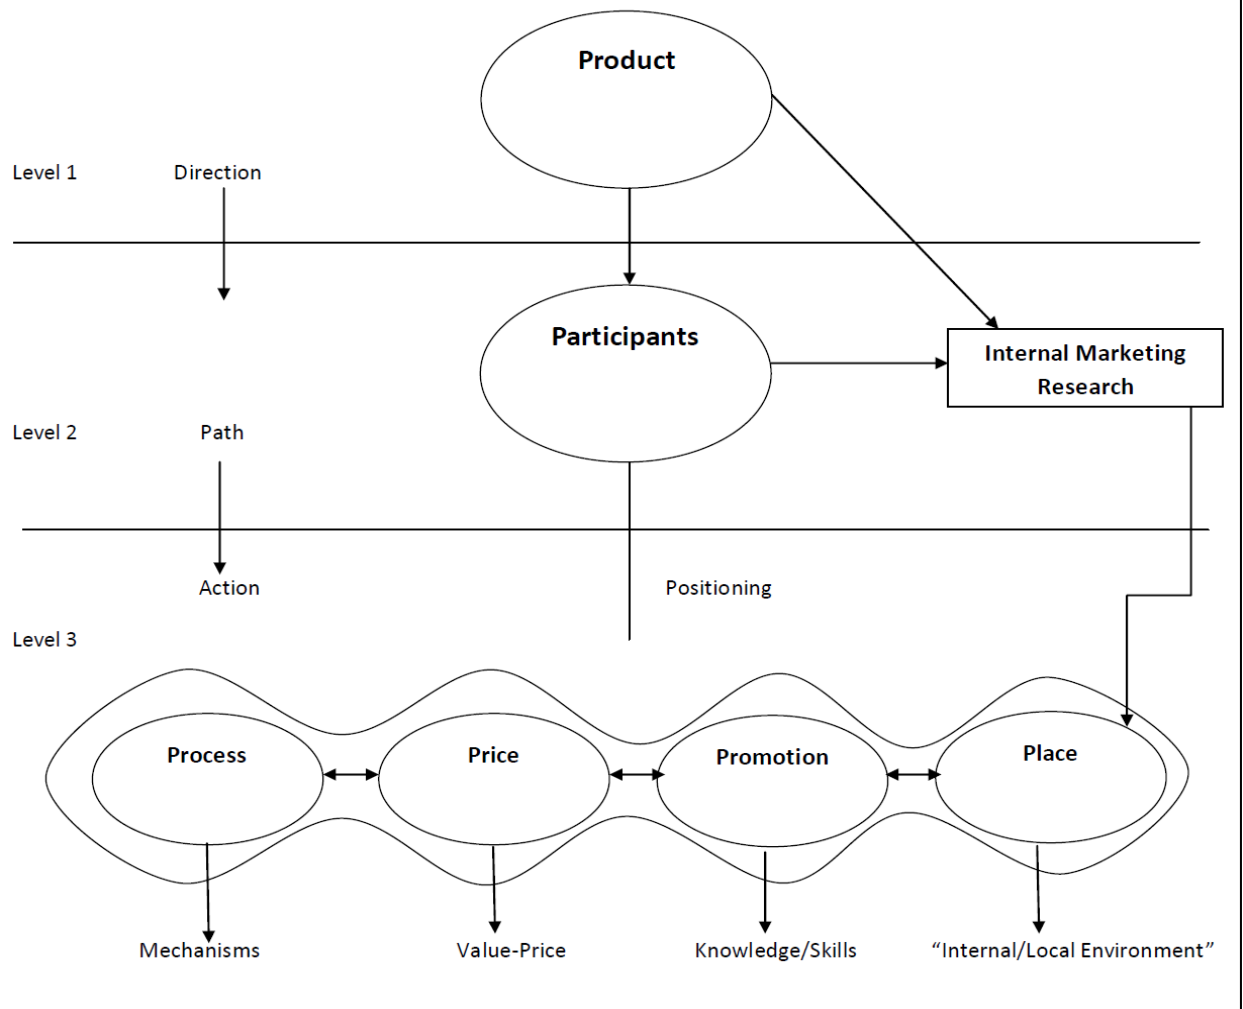 Product
Level 1 Direction
Participants
Internal Marketing
Research
Level 2 Path
Action Positioning
Level 3
Process Price Promotion Place
Mechanisms Value-Price Knowledge/Skills “Internal/Local Environment”